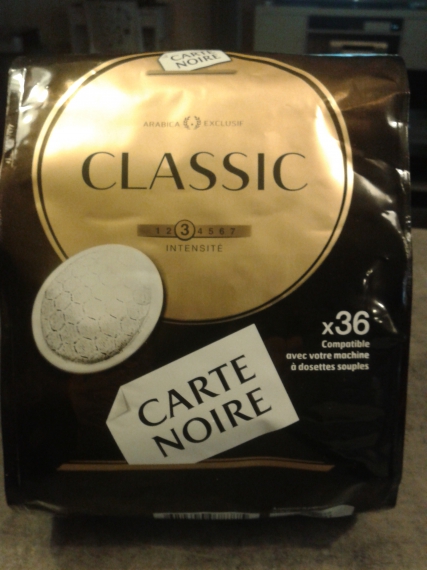 CARTE
NOIRE
ARABICA EXCLUSIF
CLASSIC
1 2 3 4 5 6 7
INTENSITÉ
x36
Compatible
avec votre machine
à dosettes souples
CARTE
NOIRE